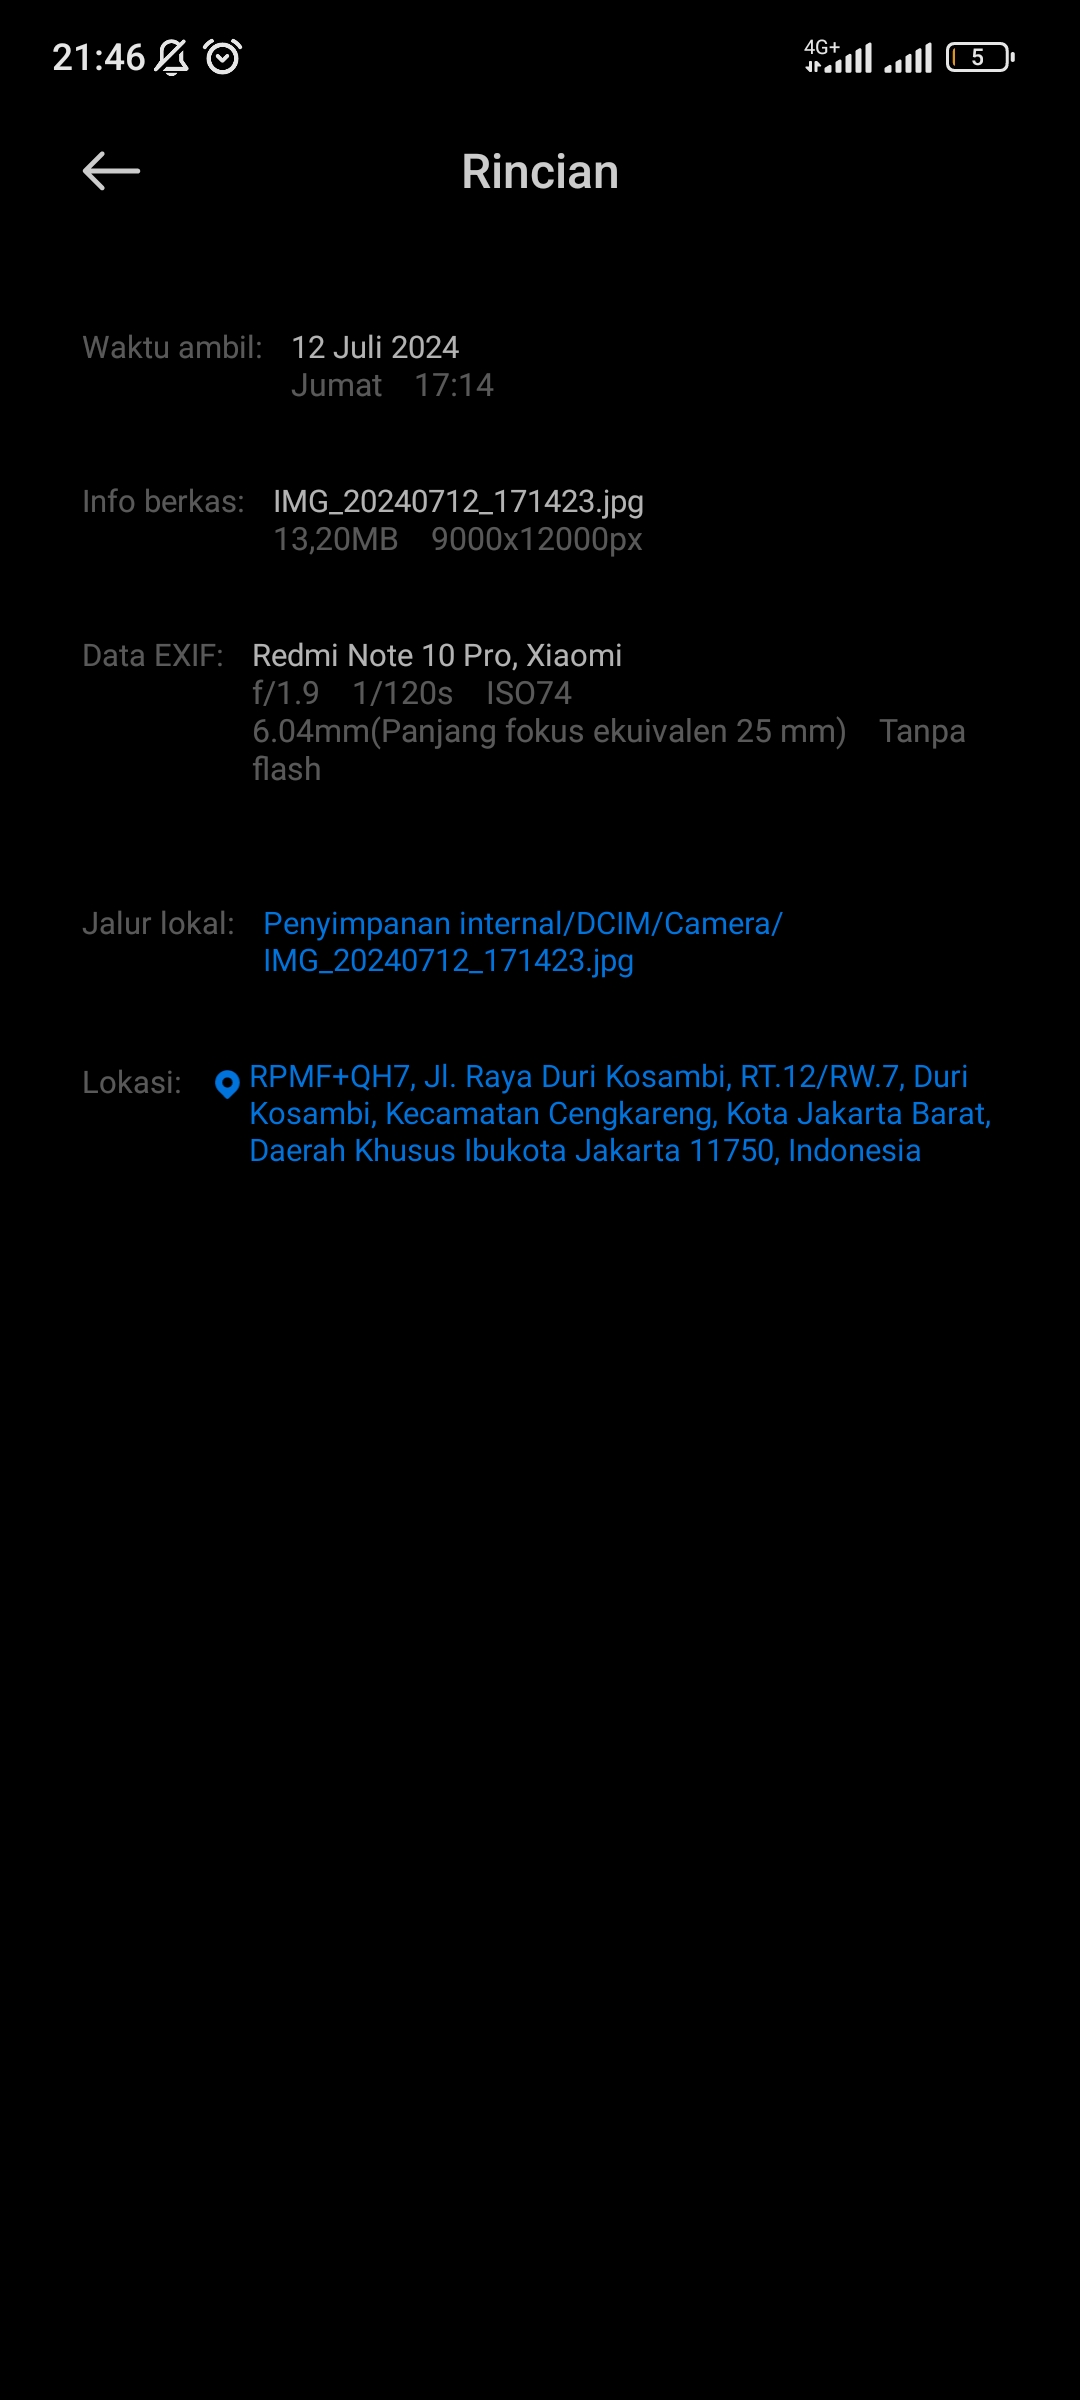 21:46 4G+ 5
Rincian
Waktu ambil: 12 Juli 2024
Jumat 17:14
Info berkas: IMG_20240712_171423.jpg
13,20MB 9000x12000px
Data EXIF: Redmi Note 10 Pro, Xiaomi
f/1.9 1/120s ISO74
6.04mm(Panjang fokus ekuivalen 25 mm) Tanpa
flash
Jalur lokal: Penyimpanan internal/DCIM/Camera/
IMG_20240712_171423.jpg
Lokasi: RPMF+QH7, Jl. Raya Duri Kosambi, RT.12/RW.7, Duri
Kosambi, Kecamatan Cengkareng, Kota Jakarta Barat,
Daerah Khusus Ibukota Jakarta 11750, Indonesia